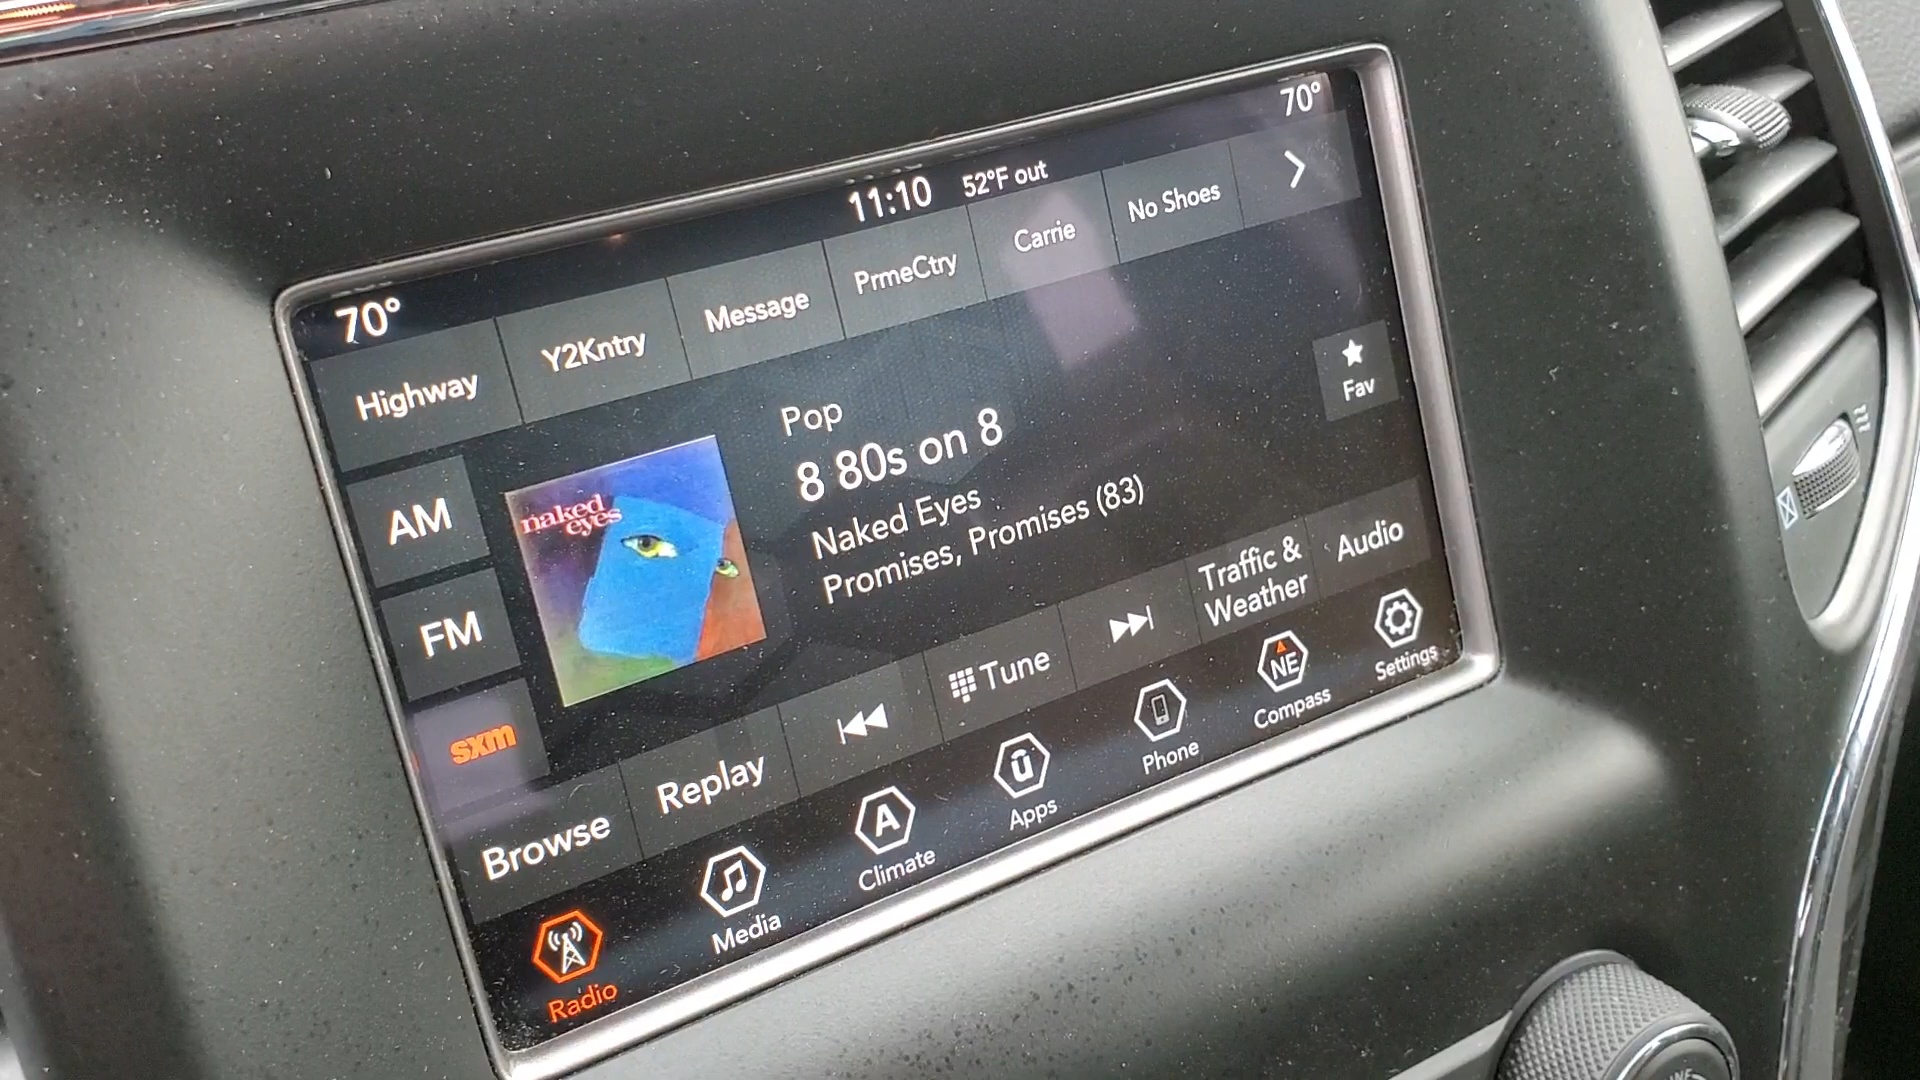 70°
11:10 52°F out
70°
Highway
Y2Kntry
Message
PrmeCtry
Carrie
No Shoes
AM
FM
sxm
naked
eyes
Pop
8 80s on 8
Naked Eyes
Promises, Promises (83)
Fav
Browse
Replay
Tune
Traffic &
Weather
Audio
Radio
Media
A
Climate
ū
Apps
Phone
NE
Compass
Settings